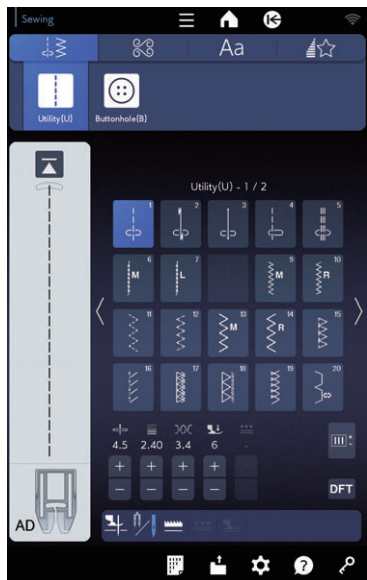 Sewing
Aa
Utility(U) Buttonhole(B)
Utility(U) - 1 / 2
1 2 3 4 5
6 M 7 L 9 M 10 R
11 12 13 M 14 R 15
16 17 18 19 20
4.5 2.40 3.4 6 -
+ + + +
- - - -
DFT
AD
?